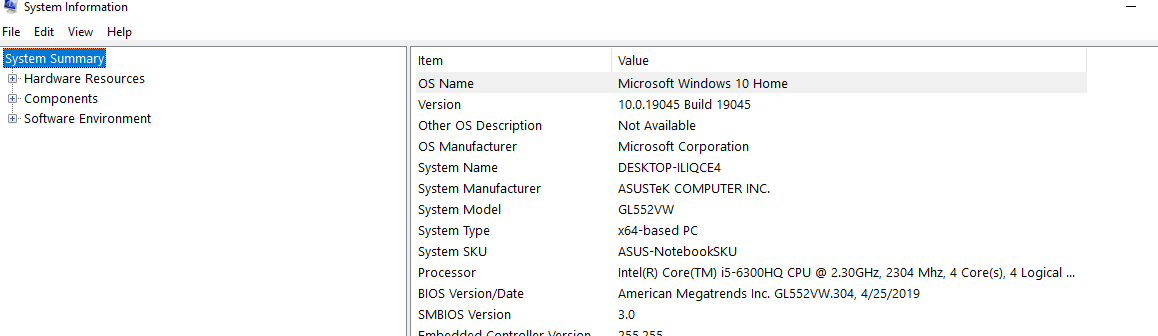 System Information
File Edit View Help
System Summary
Hardware Resources
Components
Software Environment
Item Value
OS Name Microsoft Windows 10 Home
Version 10.0.19045 Build 19045
Other OS Description Not Available
OS Manufacturer Microsoft Corporation
System Name DESKTOP-ILIQCE4
System Manufacturer ASUSTeK COMPUTER INC.
System Model GL552VW
System Type x64-based PC
System SKU ASUS-NotebookSKU
Processor Intel(R) Core(TM) i5-6300HQ CPU @ 2.30GHz, 2304 Mhz, 4 Core(s), 4 Logical ...
BIOS Version/Date American Megatrends Inc. GL552VW.304, 4/25/2019
SMBIOS Version 3.0
Embedded Controller Version 255.255